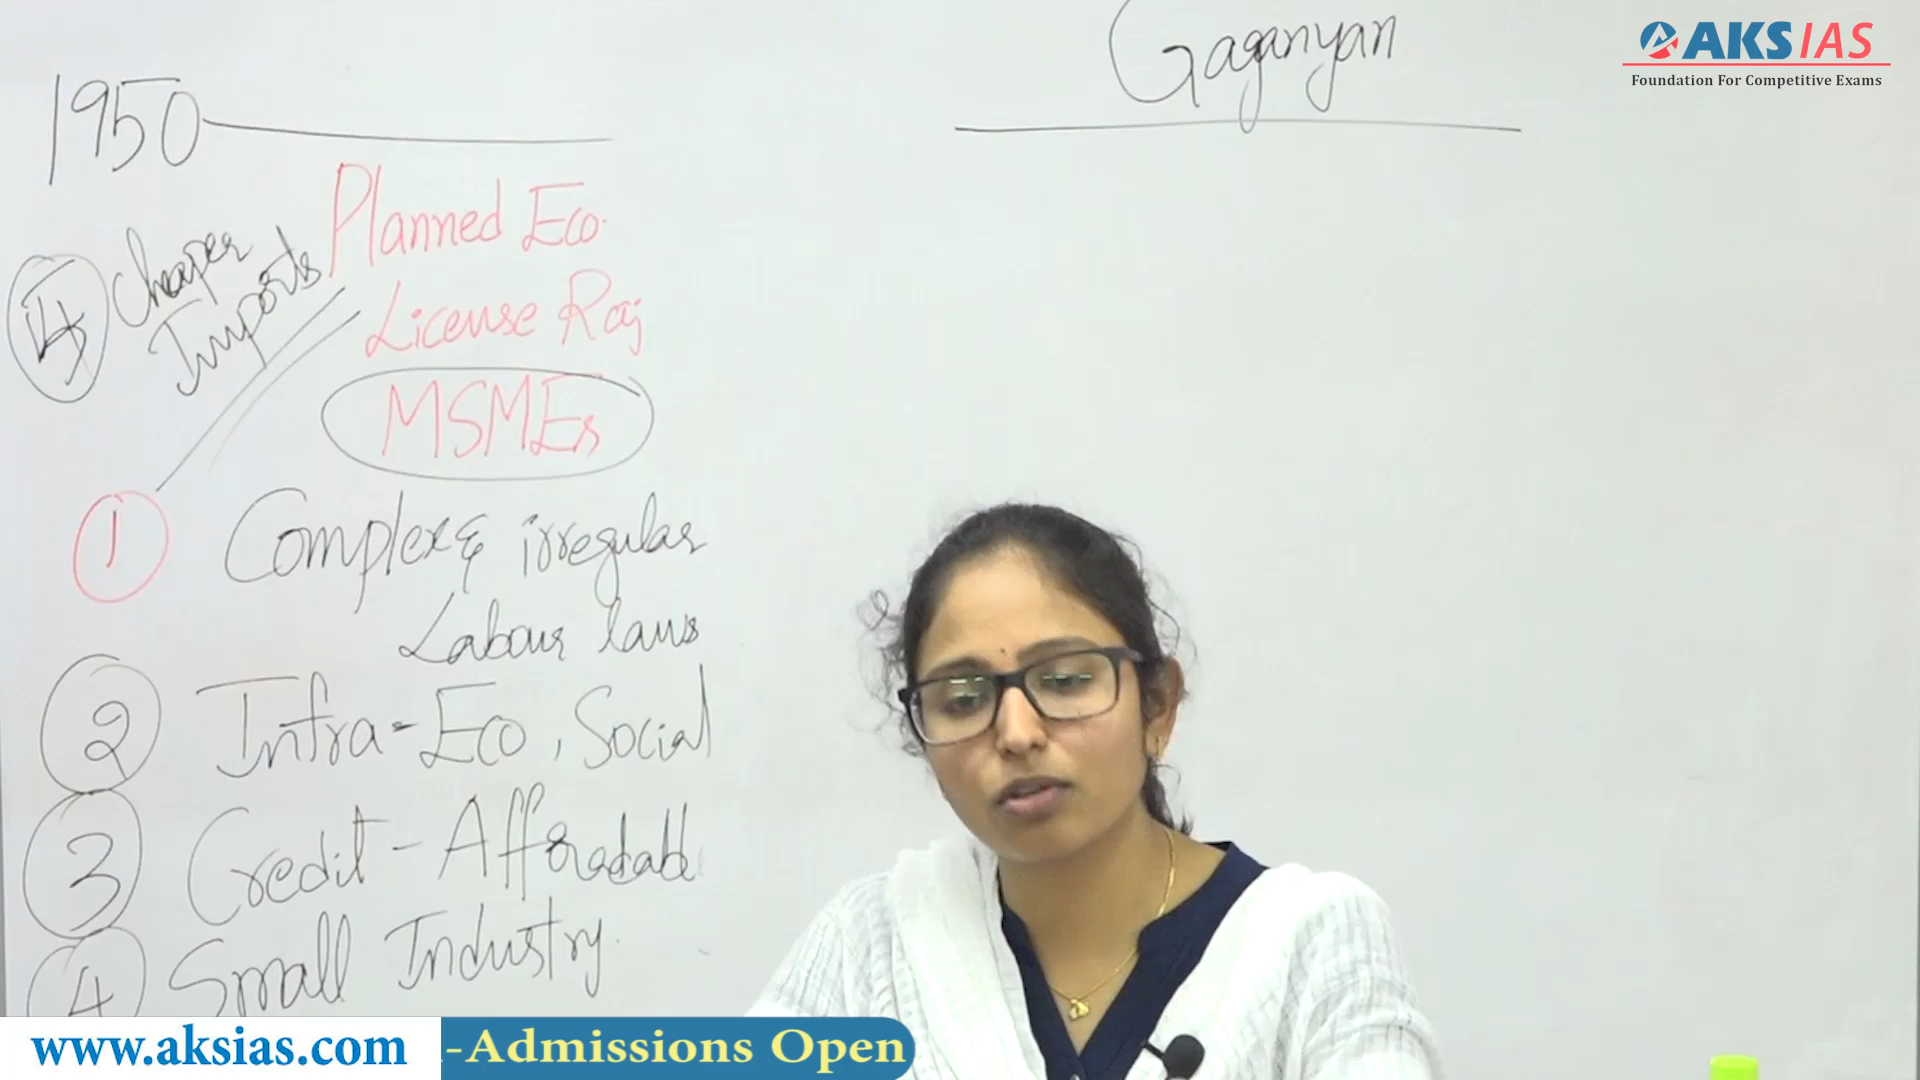 Gaganyan
AKS IAS
Foundation For Competitive Exams
1950
Planned Eco.
License Raj
MSMEs
4 Cheaper
Imports
1 Complex & irregular
Labour laws
2 Infra - Eco, Social
3 Credit - Afforadable
4 Small Industry
www.aksias.com
-Admissions Open